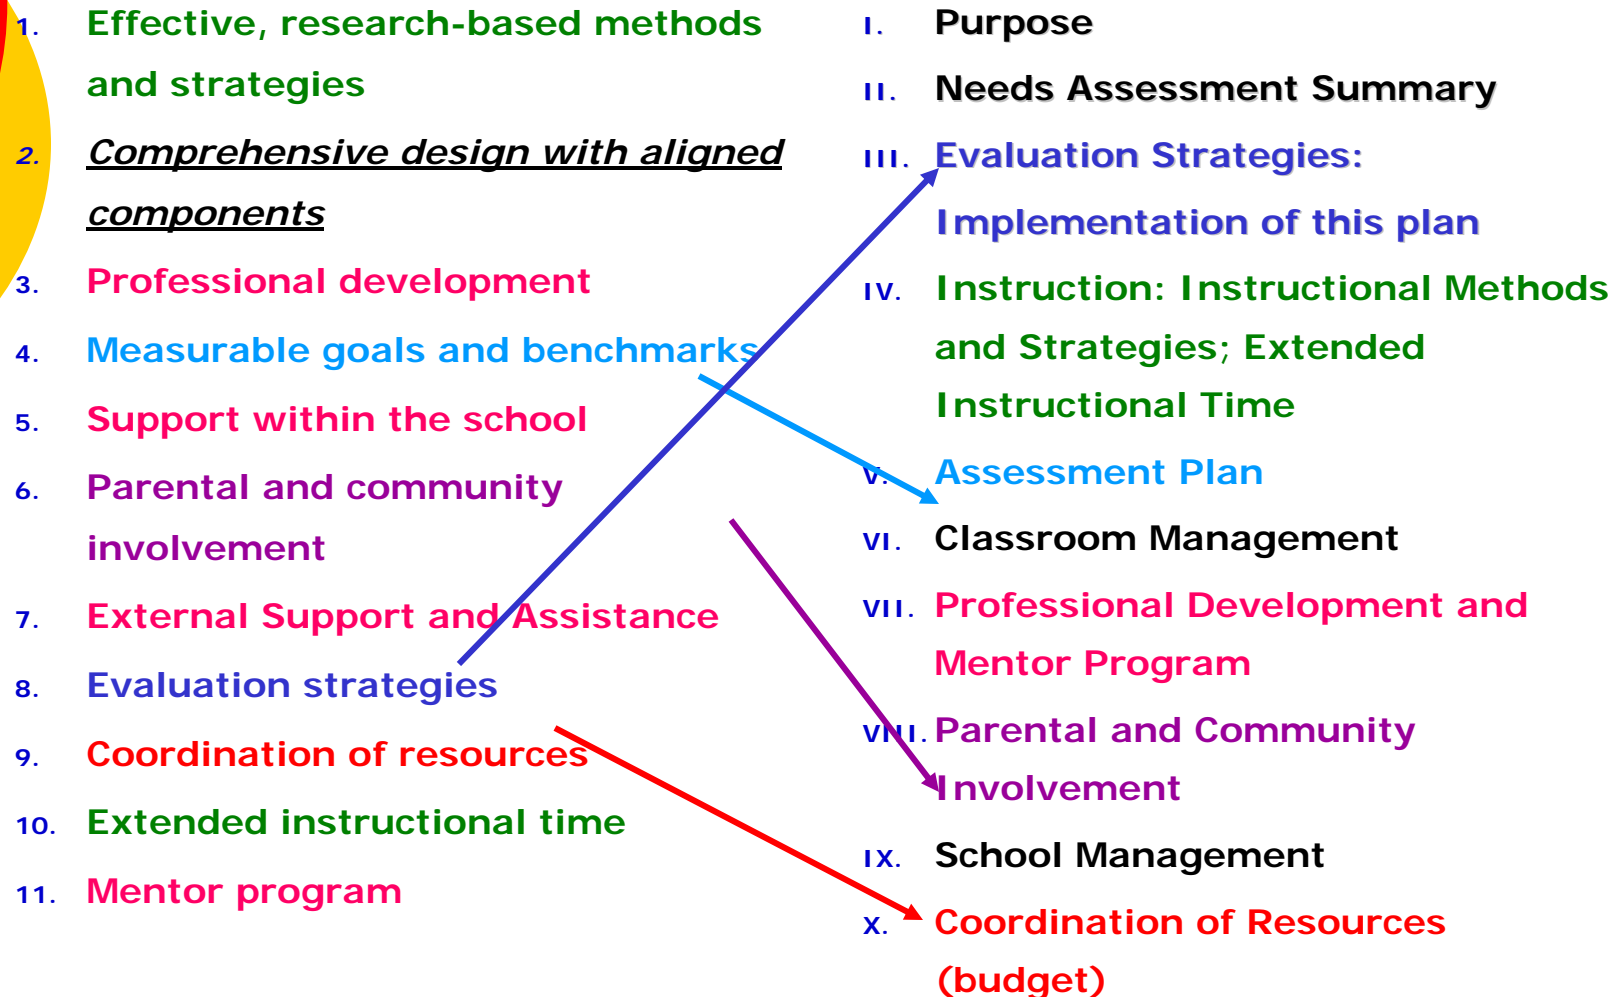 1. Effective, research-based methods
and strategies
2. Comprehensive design with aligned
components
3. Professional development
4. Measurable goals and benchmarks
5. Support within the school
6. Parental and community
involvement
7. External Support and Assistance
8. Evaluation strategies
9. Coordination of resources
10. Extended instructional time
11. Mentor program
I. Purpose
II. Needs Assessment Summary
III. Evaluation Strategies:
Implementation of this plan
IV. Instruction: Instructional Methods
and Strategies; Extended
Instructional Time
V. Assessment Plan
VI. Classroom Management
VII. Professional Development and
Mentor Program
VIII. Parental and Community
Involvement
IX. School Management
X. Coordination of Resources
(budget)